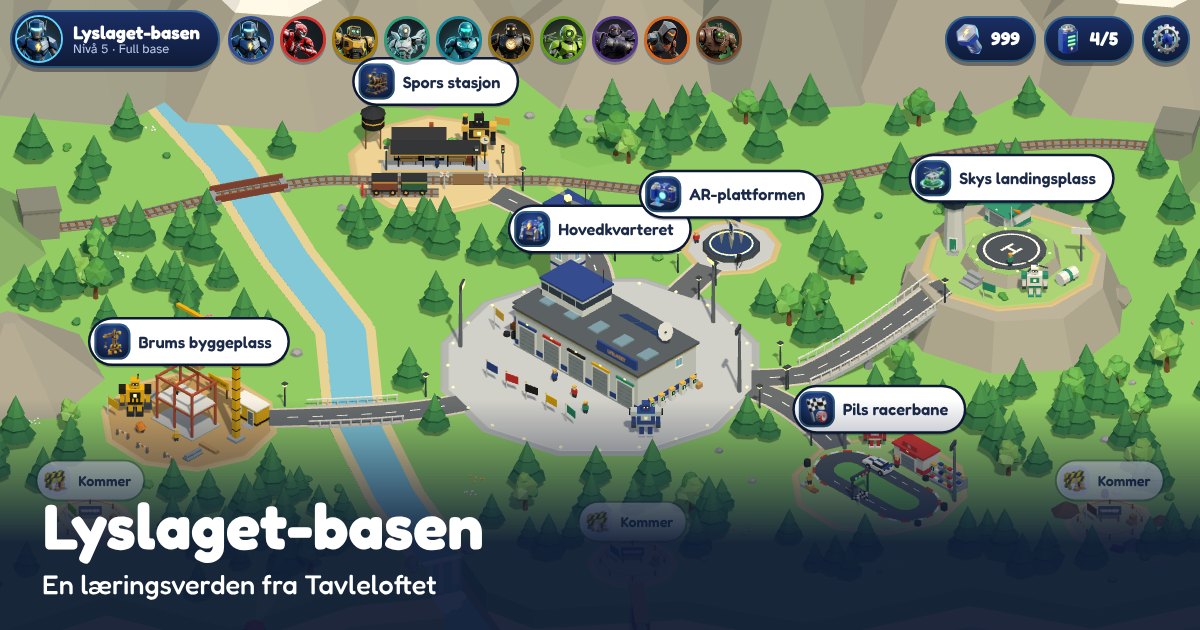 Lyslaget-basen
Nivå 5 · Full base
999
4/5
Spors stasjon
AR-plattformen
Skys landingsplass
Hovedkvarteret
H
Brums byggeplass
Pils racerbane
Kommer
Kommer
Kommer
Lyslaget-basen
En læringsverden fra Tavleloftet